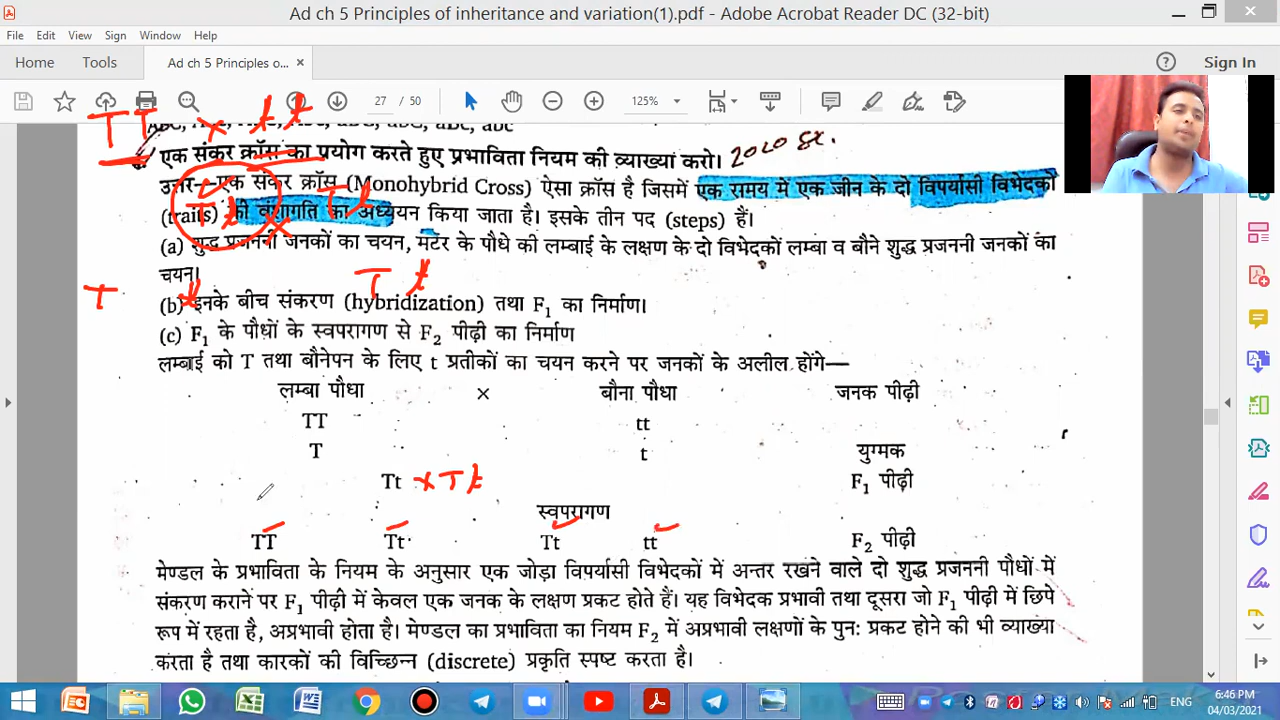 Ad ch 5 Principles of inheritance and variation(1).pdf - Adobe Acrobat Reader DC (32-bit)
File Edit View Sign Window Help
Home Tools Ad ch 5 Principles o... × Sign In
27 / 50 125%
TT × tt
एक संकर क्रॉस का प्रयोग करते हुए प्रभाविता नियम की व्याख्या करो। 2020
उत्तर- एक संकर क्रॉस (Monohybrid Cross) ऐसा क्रॉस है जिसमें एक समय में एक जीन के दो विपर्यासी विभेदकों
(traits) की वंशागति का अध्ययन किया जाता है। इसके तीन पद (steps) हैं।
Tt × Tt
(a) शुद्ध प्रजननी जनकों का चयन, मटर के पौधे की लम्बाई के लक्षण के दो विभेदकों लम्बा व बौने शुद्ध प्रजननी जनकों का
चयन।
T t T t
(b) इनके बीच संकरण (hybridization) तथा F₁ का निर्माण।
(c) F₁ के पौधों के स्वपरागण से F₂ पीढ़ी का निर्माण
लम्बाई को T तथा बौनेपन के लिए t प्रतीकों का चयन करने पर जनकों के अलील होंगे—
लम्बा पौधा × बौना पौधा जनक पीढ़ी
TT tt
T t युग्मक
Tt × Tt F₁ पीढ़ी
स्वपरागण
TT Tt Tt tt F₂ पीढ़ी
मेण्डल के प्रभाविता के नियम के अनुसार एक जोड़ा विपर्यासी विभेदकों में अन्तर रखने वाले दो शुद्ध प्रजननी पौधों में
संकरण कराने पर F₁ पीढ़ी में केवल एक जनक के लक्षण प्रकट होते हैं। यह विभेदक प्रभावी तथा दूसरा जो F₁ पीढ़ी में छिपे
रूप में रहता है, अप्रभावी होता है। मेण्डल का प्रभाविता का नियम F₂ में अप्रभावी लक्षणों के पुनः प्रकट होने की भी व्याख्या
करता है तथा कारकों की विच्छिन्न (discrete) प्रकृति स्पष्ट करता है।
ENG 6:46 PM
04/03/2021